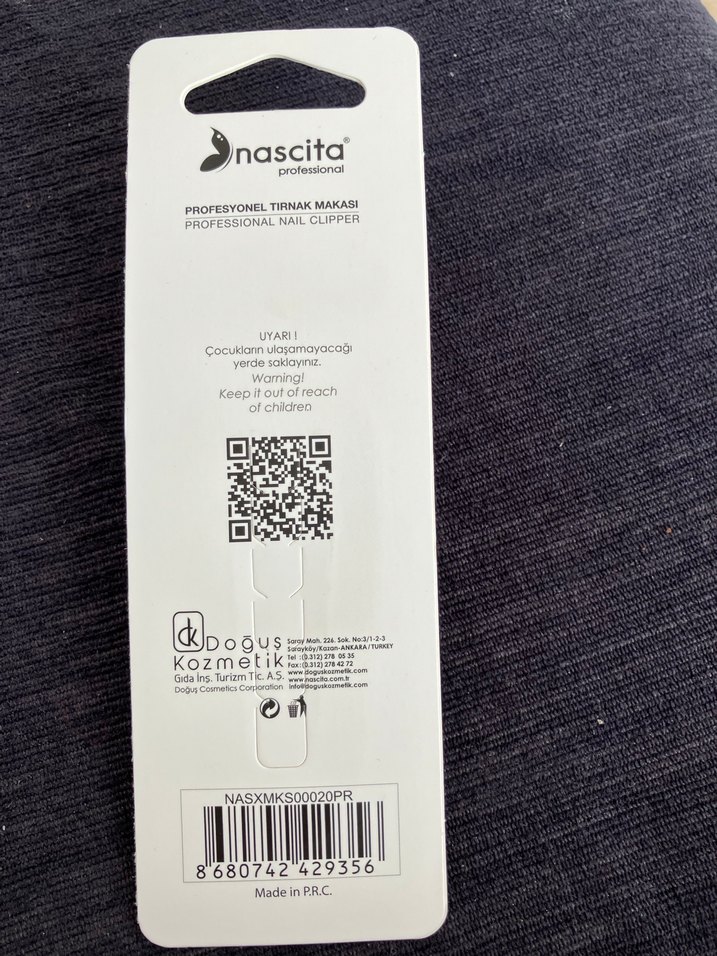 nascita®
professional
PROFESYONEL TIRNAK MAKASI
PROFESSIONAL NAIL CLIPPER
UYARI !
Çocukların ulaşamayacağı
yerde saklayınız.
Warning!
Keep it out of reach
of children
dk Doğuş
Kozmetik
Gıda İnş. Turizm Tic. A.Ş.
Doğuş Cosmetics Corporation
Saray Mah. 226. Sok. No:3/1-2-3
Sarayköy/Kazan-ANKARA/TURKEY
Tel :(0.312) 278 05 35
Fax:(0.312) 278 42 72
www.doguskozmetik.com
www.nascita.com.tr
info@doguskozmetik.com
NASXMKS00020PR
8 680742 429356
Made in P.R.C.